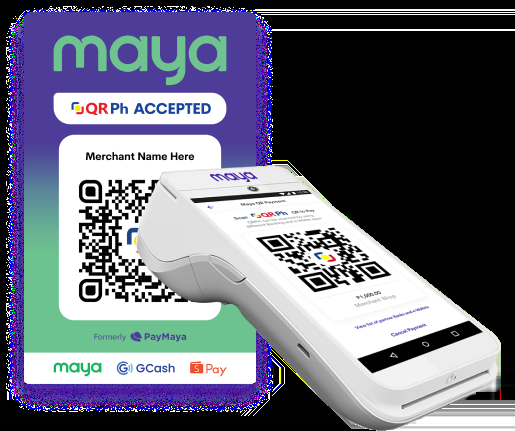 maya
QR Ph ACCEPTED
Merchant Name Here
Formerly PayMaya
maya GCash S Pay
maya
Maya QR Payment
Scan QR Ph QR to Pay
₱1,000.00
Merchant Shop
View list of partner Banks and e-Wallets
Cancel Payment